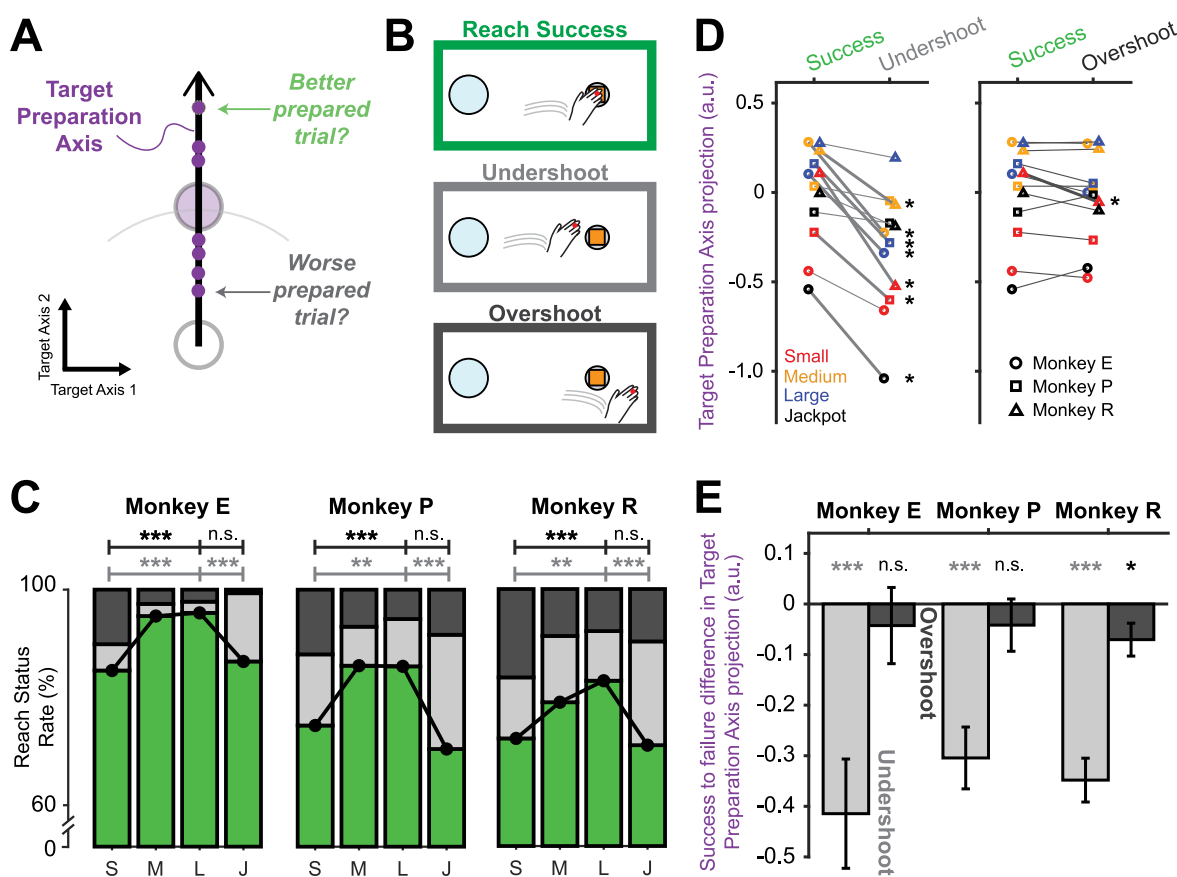 A
Target
Preparation
Axis
Better
prepared
trial?
Worse
prepared
trial?
Target Axis 2
Target Axis 1
B
Reach Success
Undershoot
Overshoot
C
Monkey E
*** n.s.
*** ***
Monkey P
*** n.s.
** ***
Monkey R
*** n.s.
** ***
Reach Status
Rate (%)
100
60
0
S M L J
S M L J
S M L J
D
Target Preparation Axis projection (a.u.)
Success
Undershoot
Success
Overshoot
0.5
0
-0.5
-1.0
*
*
*
*
*
*
*
*
Small
Medium
Large
Jackpot
Monkey E
Monkey P
Monkey R
E
Success to failure difference in Target
Preparation Axis projection (a.u.)
Monkey E Monkey P Monkey R
0.1
0
-0.1
-0.2
-0.3
-0.4
-0.5
*** n.s. *** n.s. *** *
Overshoot
Undershoot